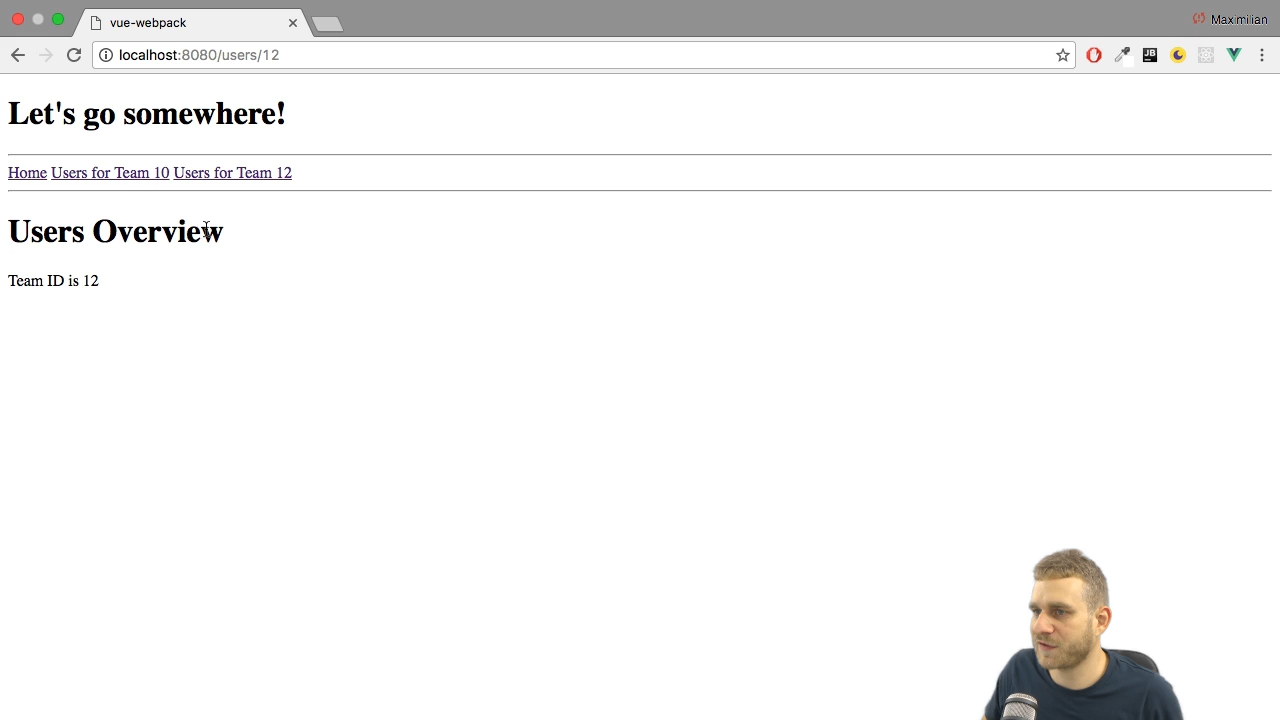 vue-webpack
Maximilian
localhost:8080/users/12
JB
Let's go somewhere!
Home Users for Team 10 Users for Team 12
Users Overview
Team ID is 12